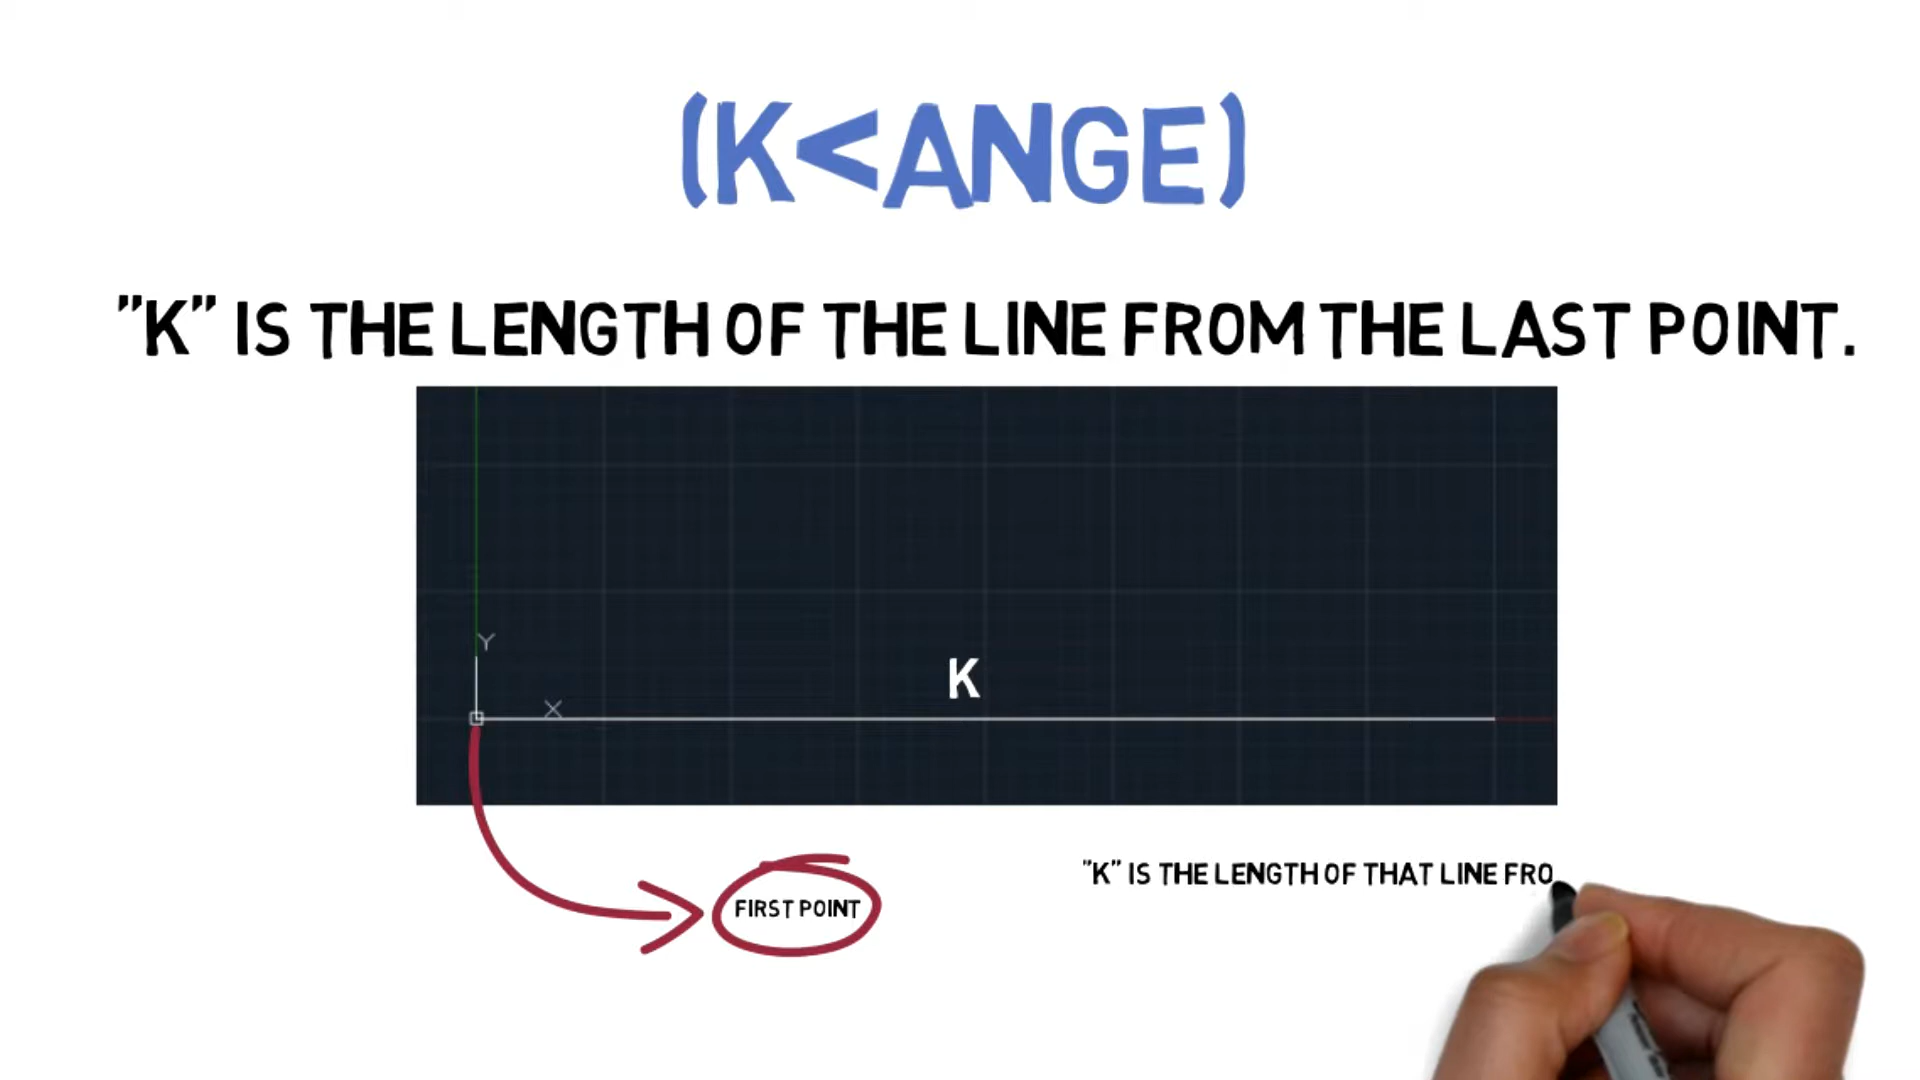 (K<ANGE)
"K" IS THE LENGTH OF THE LINE FROM THE LAST POINT.
Y
K
X
"K" IS THE LENGTH OF THAT LINE FRO
FIRST POINT